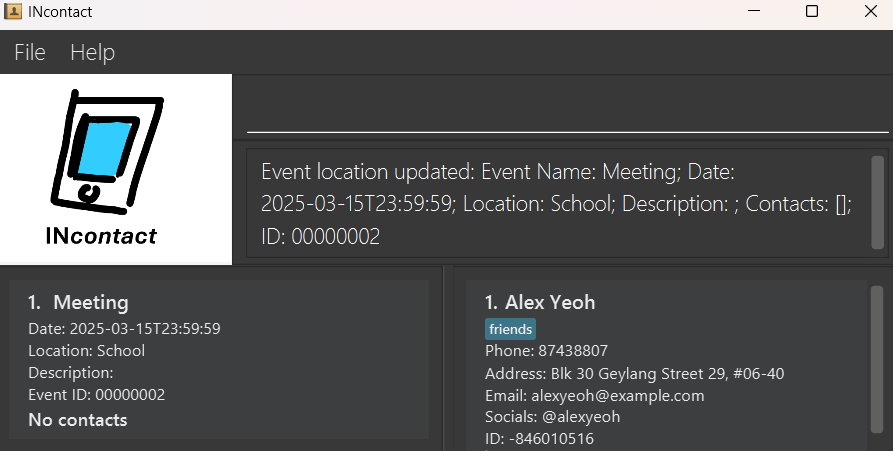 INcontact
File Help
INcontact
Event location updated: Event Name: Meeting; Date:
2025-03-15T23:59:59; Location: School; Description: ; Contacts: [];
ID: 00000002
1. Meeting
Date: 2025-03-15T23:59:59
Location: School
Description:
Event ID: 00000002
No contacts
1. Alex Yeoh
friends
Phone: 87438807
Address: Blk 30 Geylang Street 29, #06-40
Email: alexyeoh@example.com
Socials: @alexyeoh
ID: -846010516